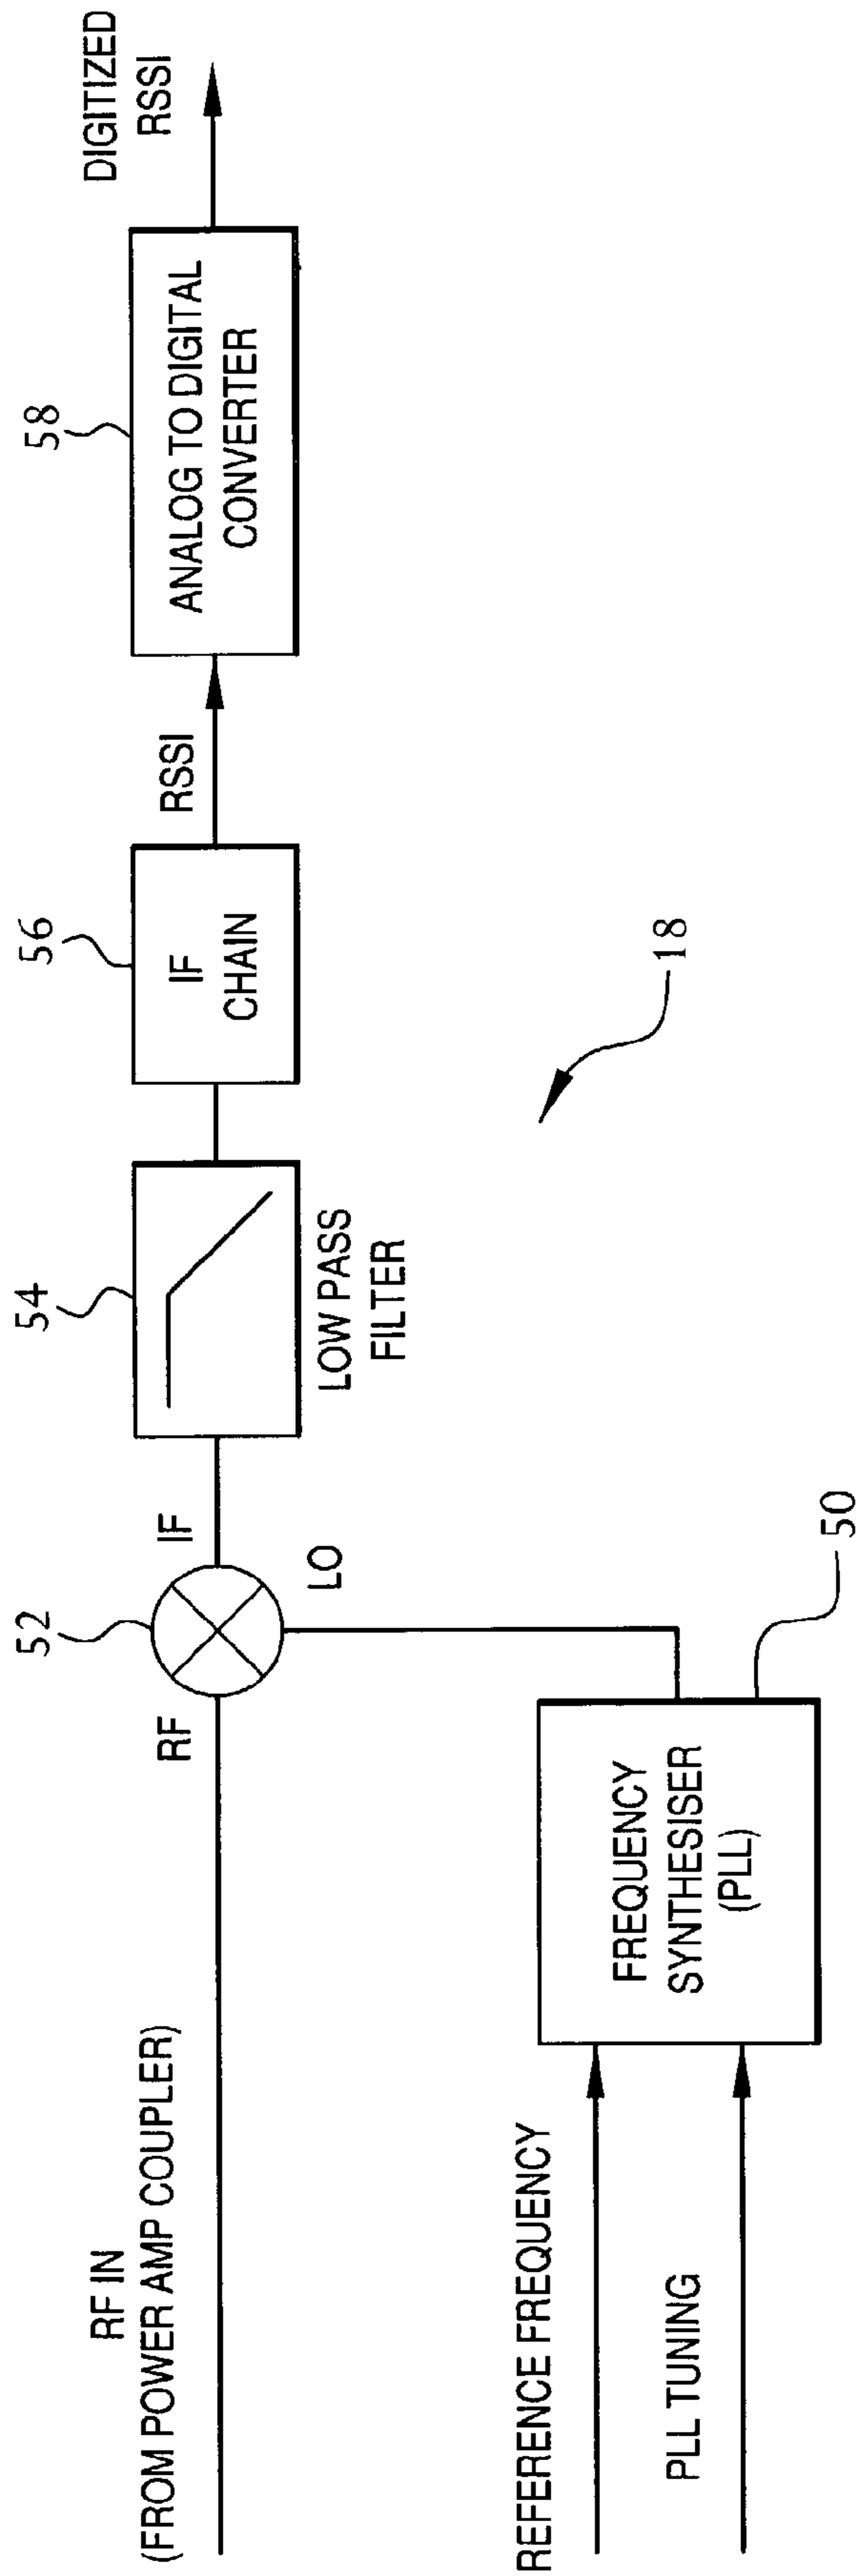 RF IN
(FROM POWER AMP COUPLER)
RF
52
IF
LO
54
LOW PASS
FILTER
56
IF
CHAIN
RSSI
58
ANALOG TO DIGITAL
CONVERTER
DIGITIZED
RSSI
REFERENCE FREQUENCY
PLL TUNING
FREQUENCY
SYNTHESISER
(PLL)
50
18